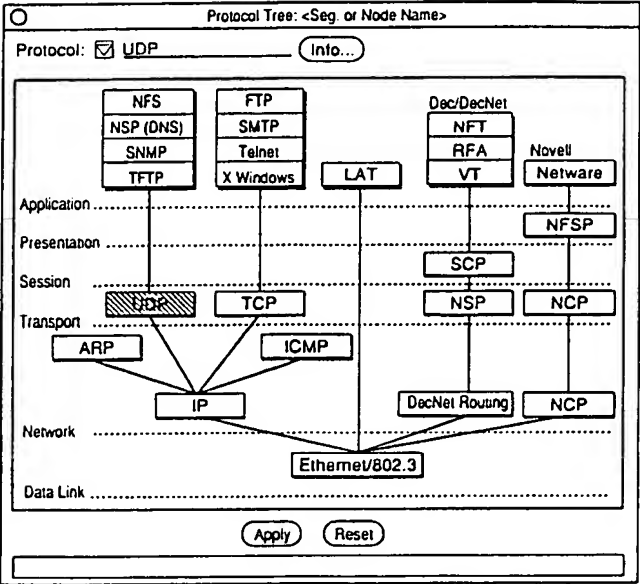 Protocol Tree: <Seg. or Node Name>
Protocol: UDP Info...
NFS
NSP (DNS)
SNMP
TFTP
FTP
SMTP
Telnet
X Windows
LAT
Dec/DecNet
NFT
RFA
VT
Novell
Netware
Application
NFSP
Presentation
SCP
Session
UDP
TCP
NSP
NCP
Transport
ARP
ICMP
IP
DecNet Routing
NCP
Network
Ethernet/802.3
Data Link
Apply Reset